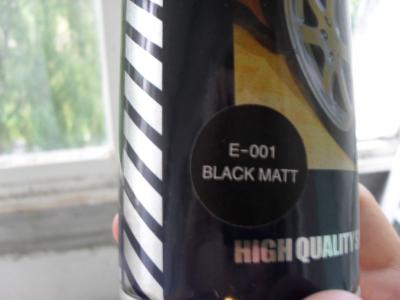 E-001
BLACK MATT
HIGH QUALITY